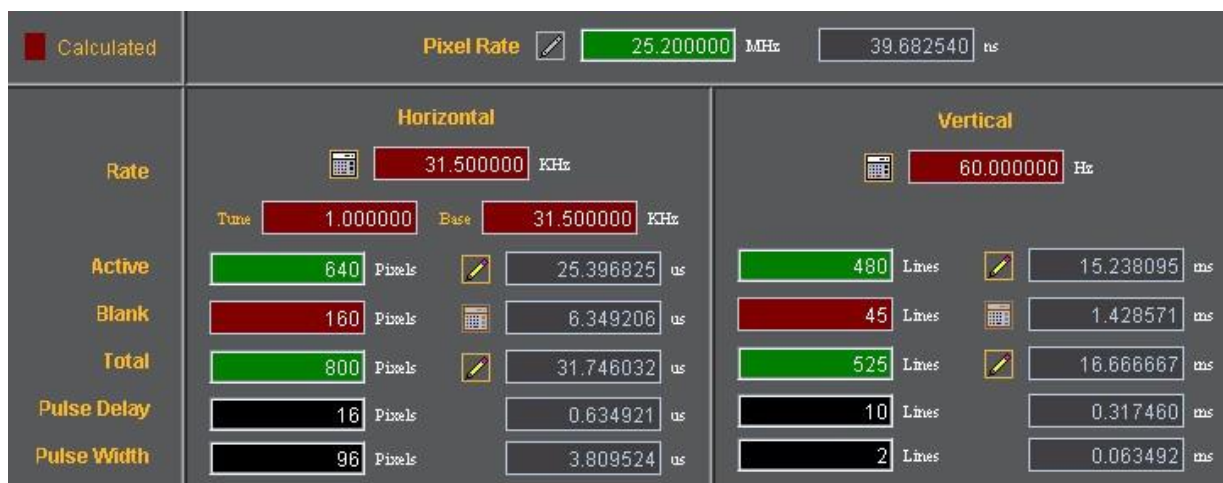 Calculated Pixel Rate 25.200000 MHz 39.682540 ns
Horizontal Vertical
Rate 31.500000 KHz 60.000000 Hz
Tune 1.000000 Base 31.500000 KHz
Active 640 Pixels 25.396825 us 480 Lines 15.238095 ms
Blank 160 Pixels 6.349206 us 45 Lines 1.428571 ms
Total 800 Pixels 31.746032 us 525 Lines 16.666667 ms
Pulse Delay 16 Pixels 0.634921 us 10 Lines 0.317460 ms
Pulse Width 96 Pixels 3.809524 us 2 Lines 0.063492 ms